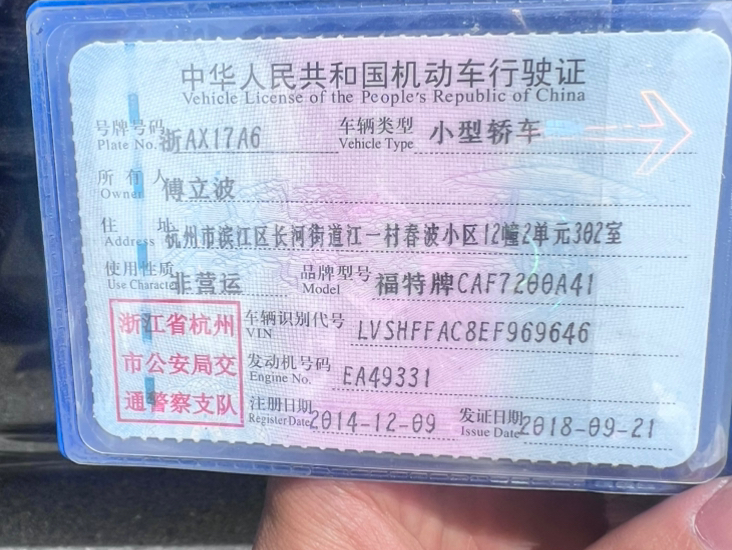 中华人民共和国机动车行驶证
Vehicle License of the People's Republic of China
号牌号码 浙AX17A6 车辆类型 小型轿车
Plate No. Vehicle Type
所有人 傅立波
Owner
住址 杭州市滨江区长河街道江一村春波小区12幢2单元302室
Address
使用性质 非营运 品牌型号 福特牌CAF7200A41
Use Character Model
浙江省杭州
市公安局交
通警察支队
车辆识别代号 LVSHFFAC8EF969646
VIN
发动机号码 EA49331
Engine No.
注册日期 2014-12-09 发证日期 2018-09-21
Register Date Issue Date